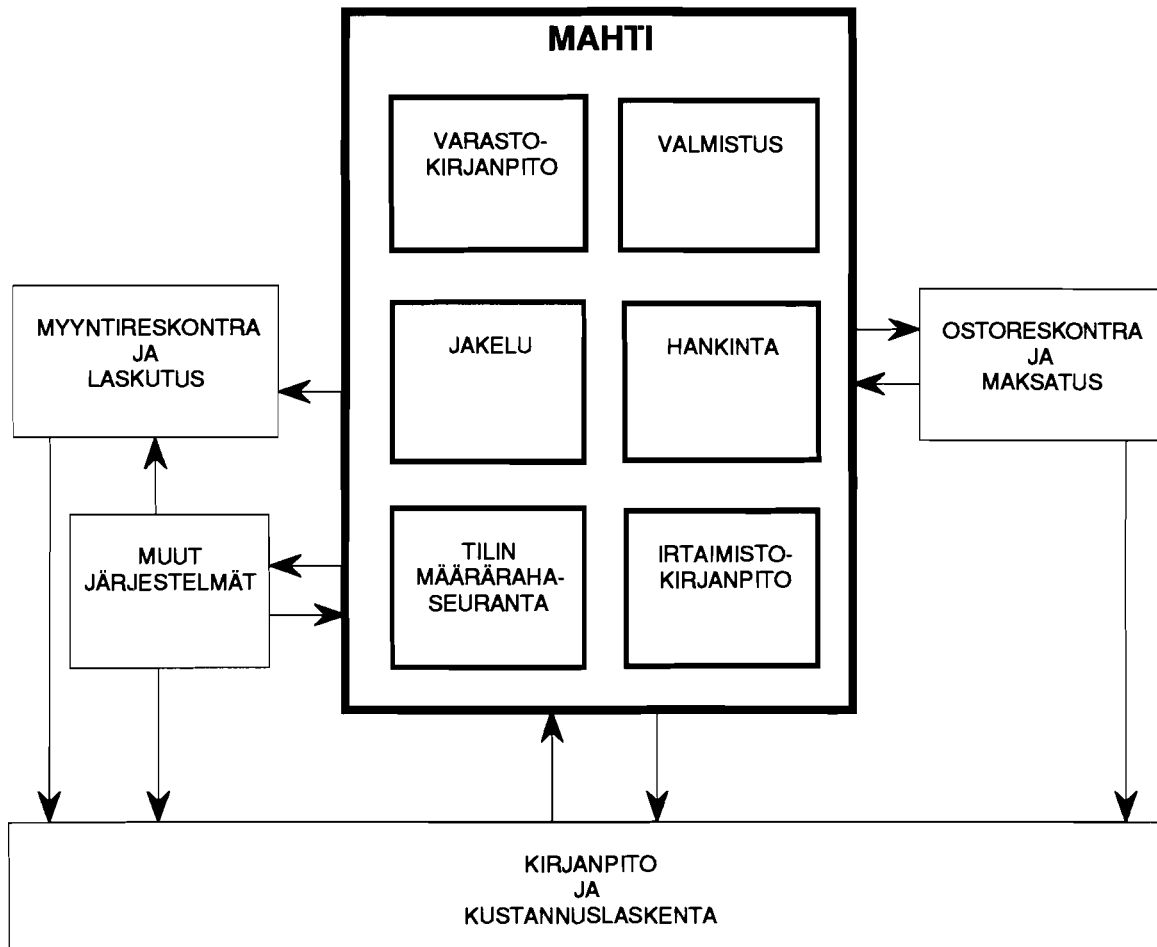 MAHTI
VARASTO-
KIRJANPITO
VALMISTUS
MYYNTIRESKONTRA
JA
LASKUTUS
JAKELU
HANKINTA
OSTORESKONTRA
JA
MAKSATUS
MUUT
JÄRJESTELMÄT
TILIN
MÄÄRÄRAHA-
SEURANTA
IRTAIMISTO-
KIRJANPITO
KIRJANPITO
JA
KUSTANNUSLASKENTA